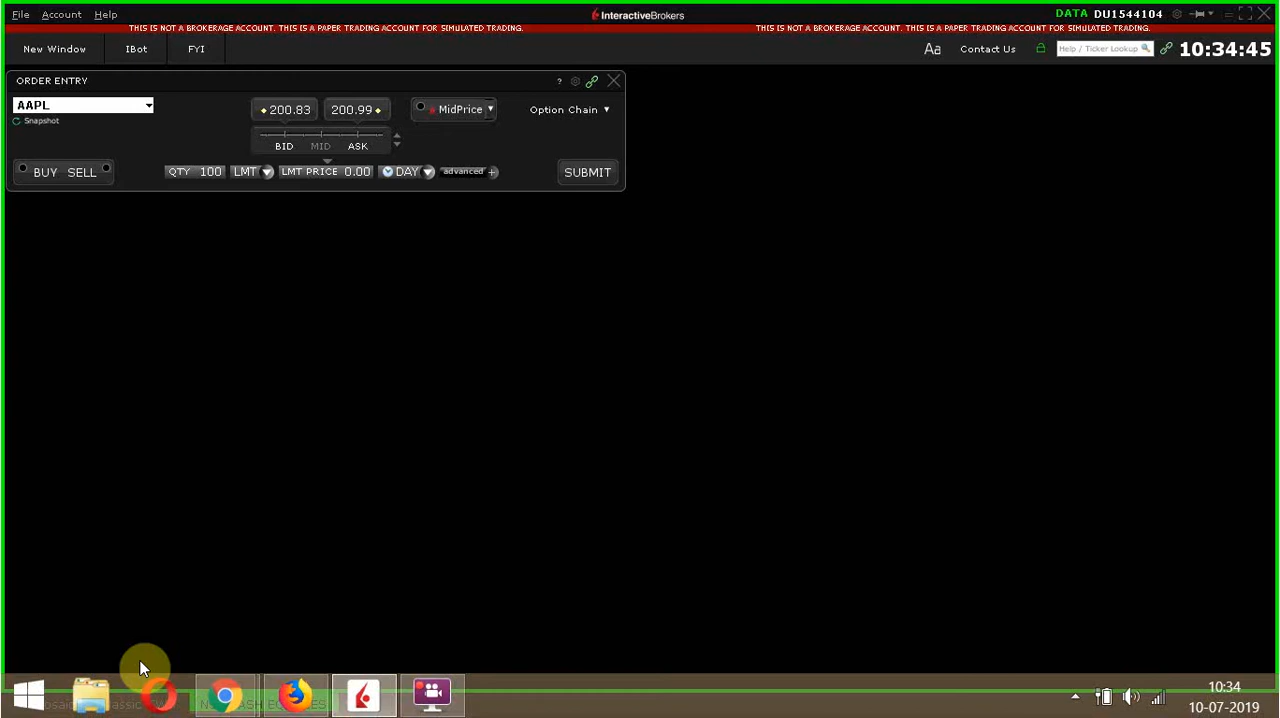 File Account Help InteractiveBrokers DATA DU1544104
THIS IS NOT A BROKERAGE ACCOUNT. THIS IS A PAPER TRADING ACCOUNT FOR SIMULATED TRADING. THIS IS NOT A BROKERAGE ACCOUNT. THIS IS A PAPER TRADING ACCOUNT FOR SIMULATED TRADING.
New Window IBot FYI Aa Contact Us Help / Ticker Lookup 10:34:45
ORDER ENTRY ?
AAPL 200.83 200.99 MidPrice Option Chain
Snapshot
BID MID ASK
BUY SELL QTY 100 LMT LMT PRICE 0.00 DAY advanced + SUBMIT
10:34
10-07-2019